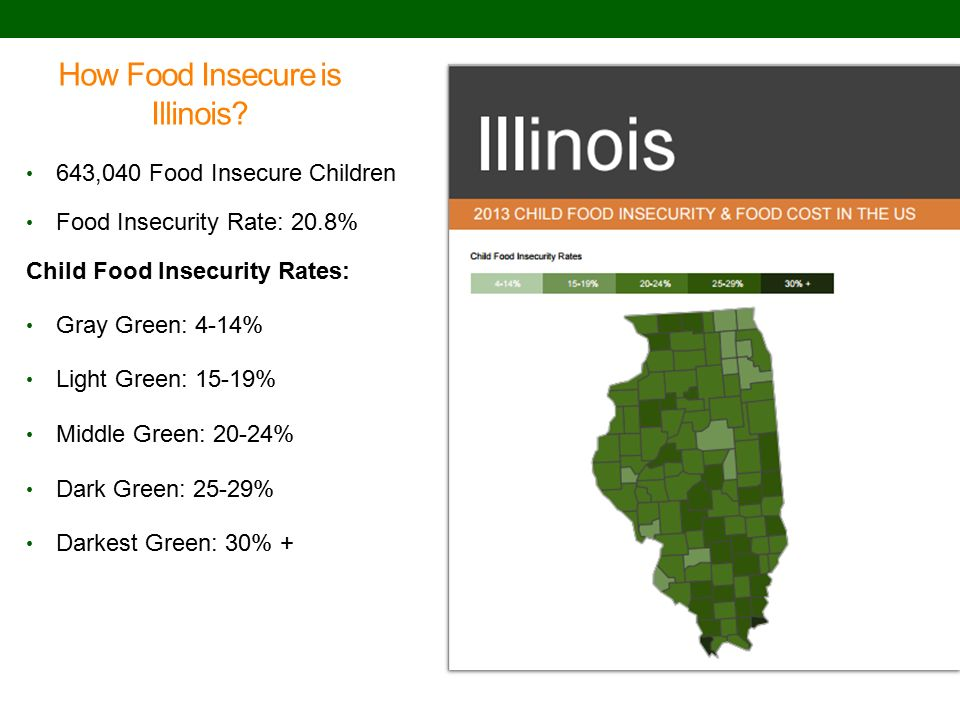 How Food Insecure is
Illinois?
• 643,040 Food Insecure Children
• Food Insecurity Rate: 20.8%
Child Food Insecurity Rates:
• Gray Green: 4-14%
• Light Green: 15-19%
• Middle Green: 20-24%
• Dark Green: 25-29%
• Darkest Green: 30% +
Illinois
2013 CHILD FOOD INSECURITY & FOOD COST IN THE US
Child Food Insecurity Rates
4-14% 15-19% 20-24% 25-29% 30% +